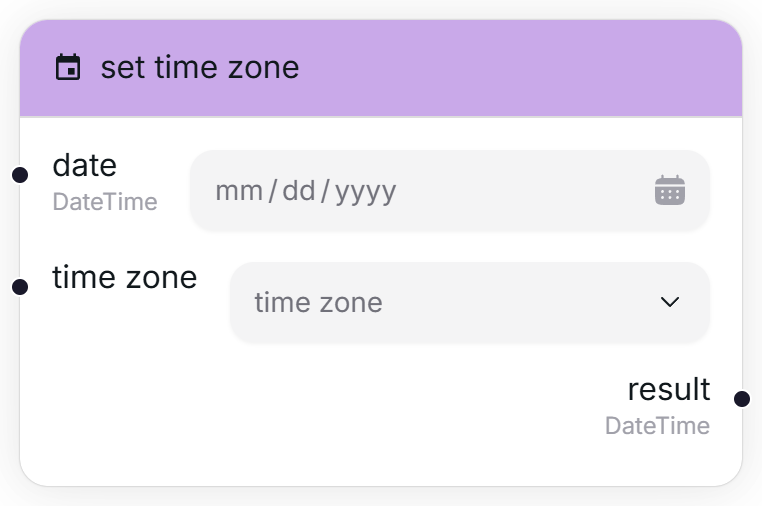 set time zone
date
DateTime
mm/dd/yyyy
time zone
time zone
result
DateTime